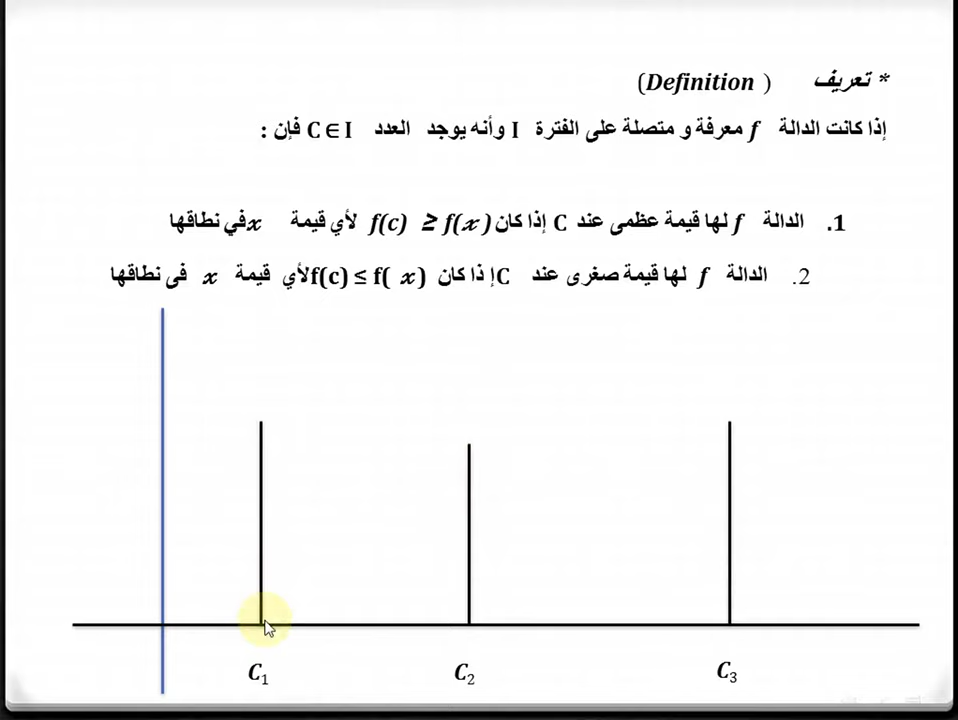 * تعريف (Definition )
إذا كانت الدالة f معرفة و متصلة على الفترة I وأنه يوجد العدد C ∈ I فإن :
1. الدالة f لها قيمة عظمى عند C إذا كان f(c) ≥ f(x) لأي قيمة x في نطاقها
2. الدالة f لها قيمة صغرى عند C إ ذا كان f(c) ≤ f( x) لأي قيمة x فى نطاقها
C₁ C₂ C₃